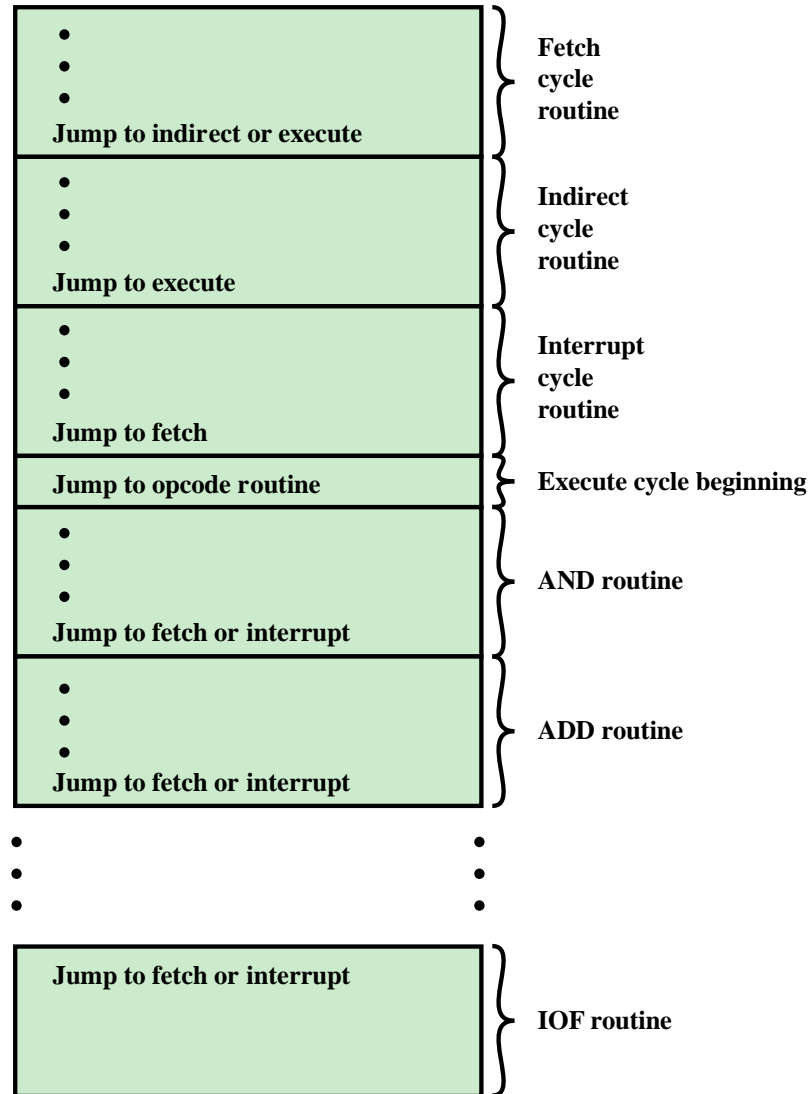 Jump to indirect or execute
Fetch
cycle
routine
Jump to execute
Indirect
cycle
routine
Jump to fetch
Interrupt
cycle
routine
Jump to opcode routine
Execute cycle beginning
Jump to fetch or interrupt
AND routine
Jump to fetch or interrupt
ADD routine
Jump to fetch or interrupt
IOF routine